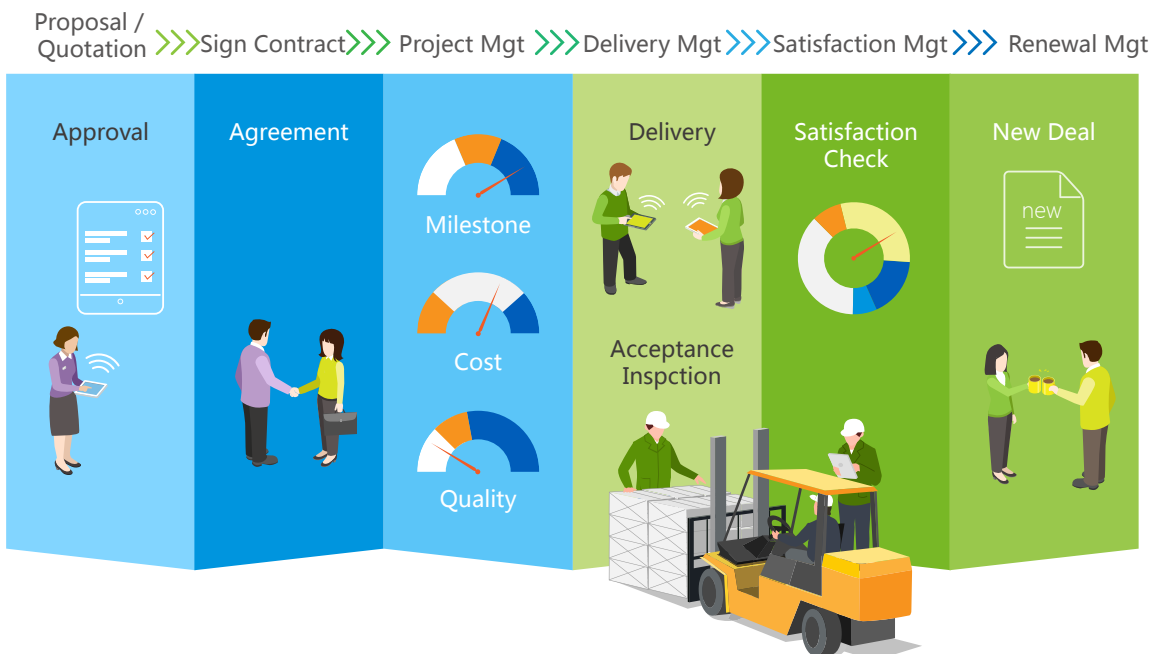 Proposal /
Quotation
Sign Contract
Project Mgt
Delivery Mgt
Satisfaction Mgt
Renewal Mgt
Approval
Agreement
Milestone
Cost
Quality
Delivery
Acceptance
Inspction
Satisfaction
Check
New Deal
new